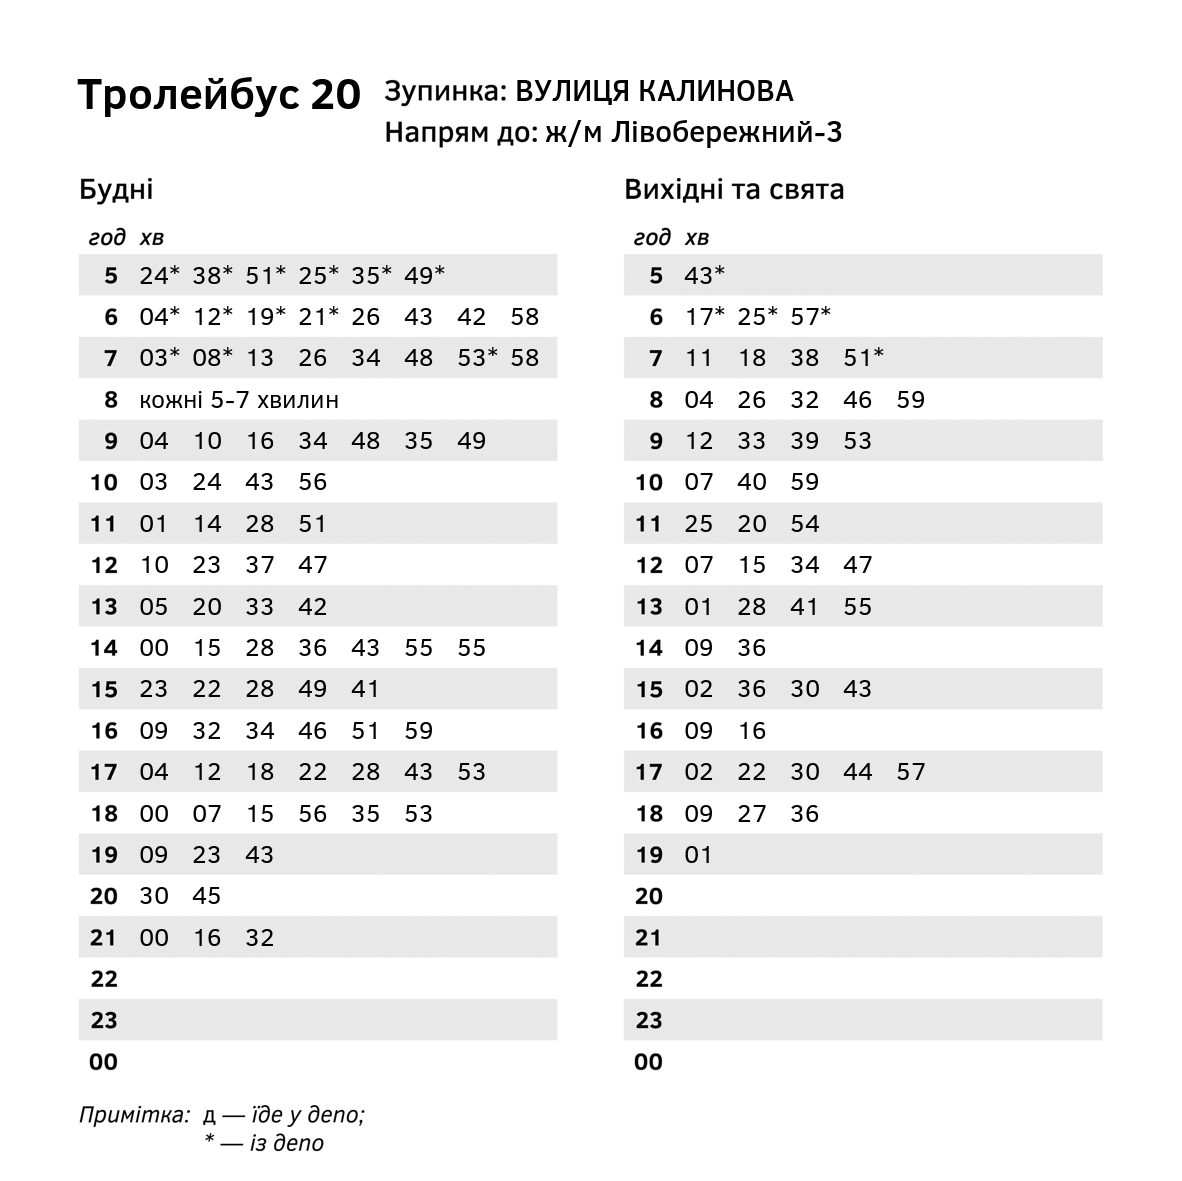 Тролейбус 20
Зупинка: ВУЛИЦЯ КАЛИНОВА
Напрям до: ж/м Лівобережний-3
Будні
год хв
5 24* 38* 51* 25* 35* 49*
6 04* 12* 19* 21* 26 43 42 58
7 03* 08* 13 26 34 48 53* 58
8 кожні 5-7 хвилин
9 04 10 16 34 48 35 49
10 03 24 43 56
11 01 14 28 51
12 10 23 37 47
13 05 20 33 42
14 00 15 28 36 43 55 55
15 23 22 28 49 41
16 09 32 34 46 51 59
17 04 12 18 22 28 43 53
18 00 07 15 56 35 53
19 09 23 43
20 30 45
21 00 16 32
22
23
00
Вихідні та свята
год хв
5 43*
6 17* 25* 57*
7 11 18 38 51*
8 04 26 32 46 59
9 12 33 39 53
10 07 40 59
11 25 20 54
12 07 15 34 47
13 01 28 41 55
14 09 36
15 02 36 30 43
16 09 16
17 02 22 30 44 57
18 09 27 36
19 01
20
21
22
23
00
Примітка: д — їде у депо;
* — із депо